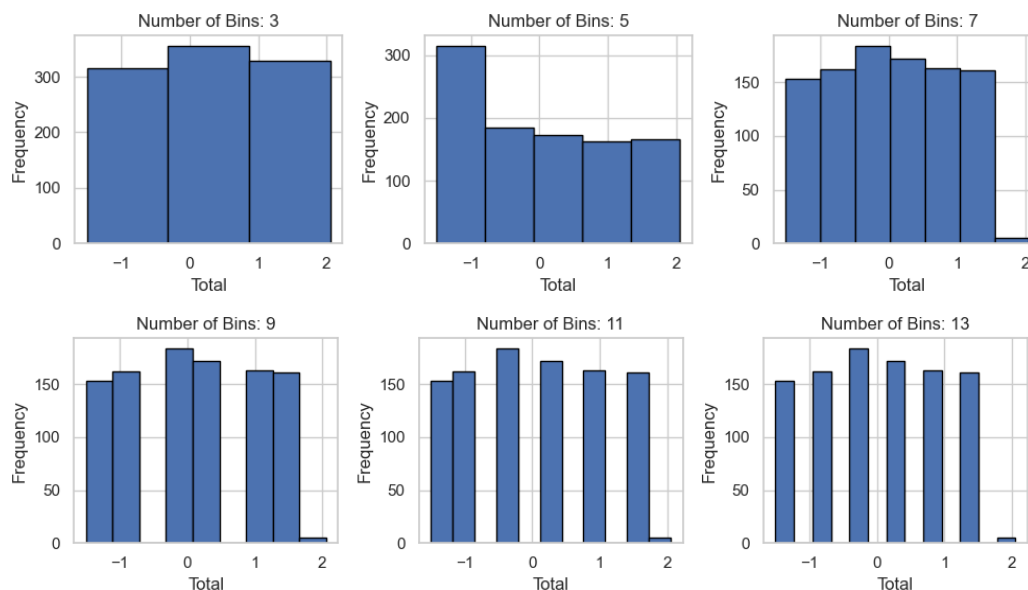 Number of Bins: 3
Frequency
300
200
100
0
−1 0 1 2
Total
Number of Bins: 5
Frequency
300
200
100
0
−1 0 1 2
Total
Number of Bins: 7
Frequency
150
100
50
0
−1 0 1 2
Total
Number of Bins: 9
Frequency
150
100
50
0
−1 0 1 2
Total
Number of Bins: 11
Frequency
150
100
50
0
−1 0 1 2
Total
Number of Bins: 13
Frequency
150
100
50
0
−1 0 1 2
Total